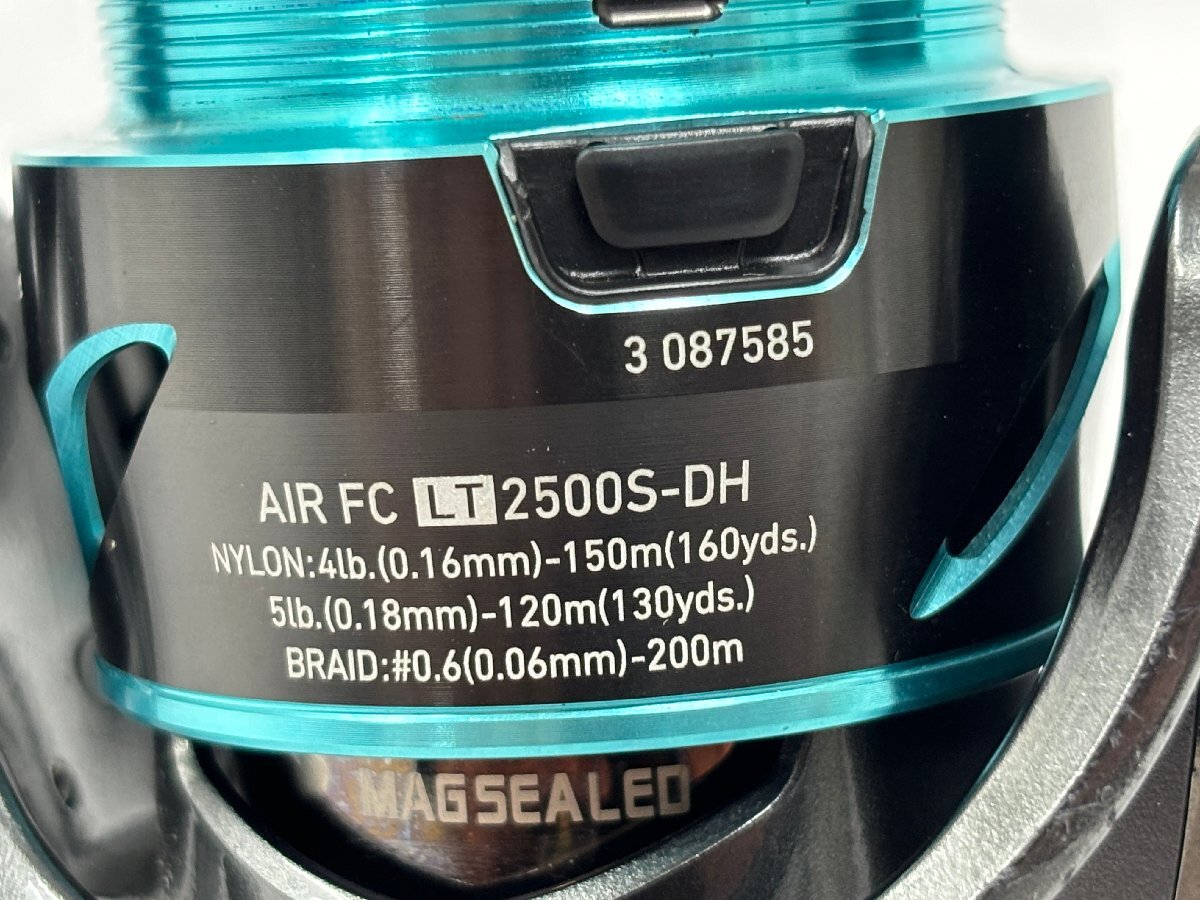 3 087585
AIR FC LT 2500S-DH
NYLON:4lb.(0.16mm)-150m(160yds.)
5lb.(0.18mm)-120m(130yds.)
BRAID:#0.6(0.06mm)-200m
MAGSEALED